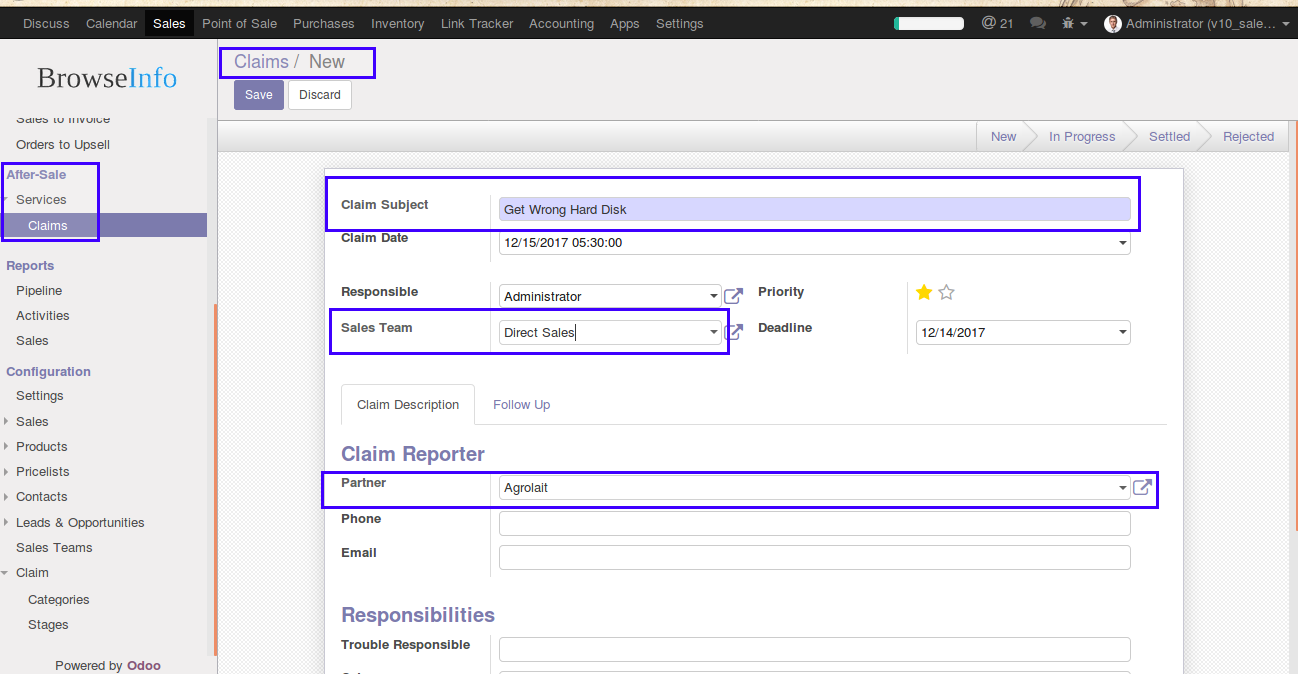 Discuss Calendar Sales Point of Sale Purchases Inventory Link Tracker Accounting Apps Settings @ 21 Administrator (v10_sale...
BrowseInfo
Sales to Invoice
Orders to Upsell
After-Sale
Services
Claims
Reports
Pipeline
Activities
Sales
Configuration
Settings
Sales
Products
Pricelists
Contacts
Leads & Opportunities
Sales Teams
Claim
Categories
Stages
Powered by Odoo
Claims / New
Save Discard
New In Progress Settled Rejected
Claim Subject Get Wrong Hard Disk
Claim Date 12/15/2017 05:30:00
Responsible Administrator Priority
Sales Team Direct Sales Deadline 12/14/2017
Claim Description Follow Up
Claim Reporter
Partner Agrolait
Phone
Email
Responsibilities
Trouble Responsible